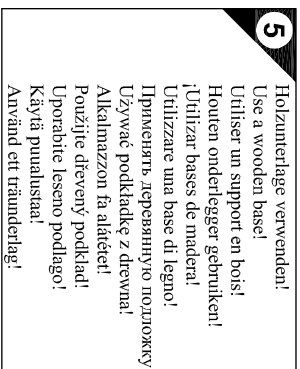 5
Holzunterlage verwenden!
Use a wooden base!
Utiliser un support en bois!
Houten onderlegger gebruiken!
¡Utilizar bases de madera!
Utilizzare una base di legno!
Применять деревянную подложку
Używać podkładkę z drewna!
Alkalmazzon fa alátétet!
Použijte dřevený podklad!
Uporabite leseno podlago!
Käytä puualustaa!
Använd ett träunderlag!